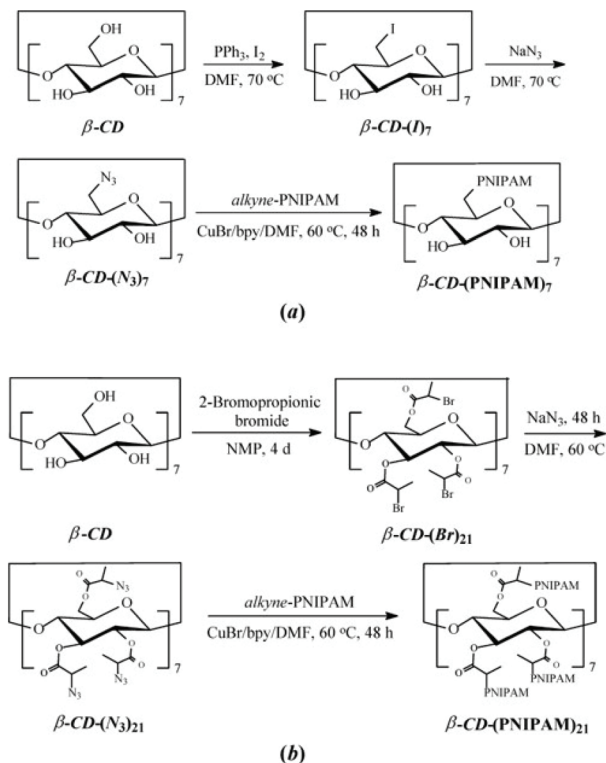 OH
O
O
HO
OH
7
β-CD
PPh3, I2
DMF, 70 °C
I
O
O
HO
OH
7
β-CD-(I)7
NaN3
DMF, 70 °C
N3
O
O
HO
OH
7
β-CD-(N3)7
alkyne-PNIPAM
CuBr/bpy/DMF, 60 °C, 48 h
PNIPAM
O
O
HO
OH
7
β-CD-(PNIPAM)7
(a)
OH
O
O
HO
OH
7
β-CD
2-Bromopropionic
bromide
NMP, 4 d
O
Br
O
O
O
O
O
O
O
Br
Br
7
β-CD-(Br)21
NaN3, 48 h
DMF, 60 °C
O
N3
O
O
O
O
O
O
O
N3
N3
7
β-CD-(N3)21
alkyne-PNIPAM
CuBr/bpy/DMF, 60 °C, 48 h
O
PNIPAM
O
O
O
O
O
O
O
PNIPAM
PNIPAM
7
β-CD-(PNIPAM)21
(b)